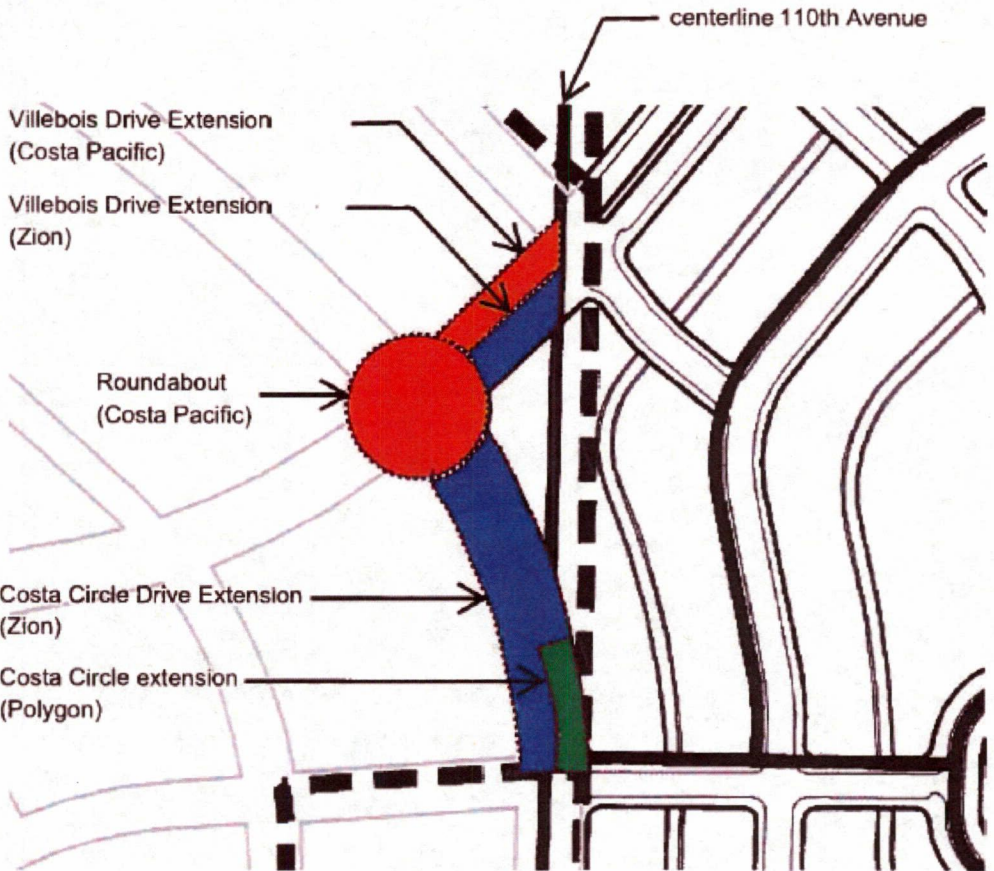 centerline 110th Avenue
Villebois Drive Extension
(Costa Pacific)
Villebois Drive Extension
(Zion)
Roundabout
(Costa Pacific)
Costa Circle Drive Extension
(Zion)
Costa Circle extension
(Polygon)